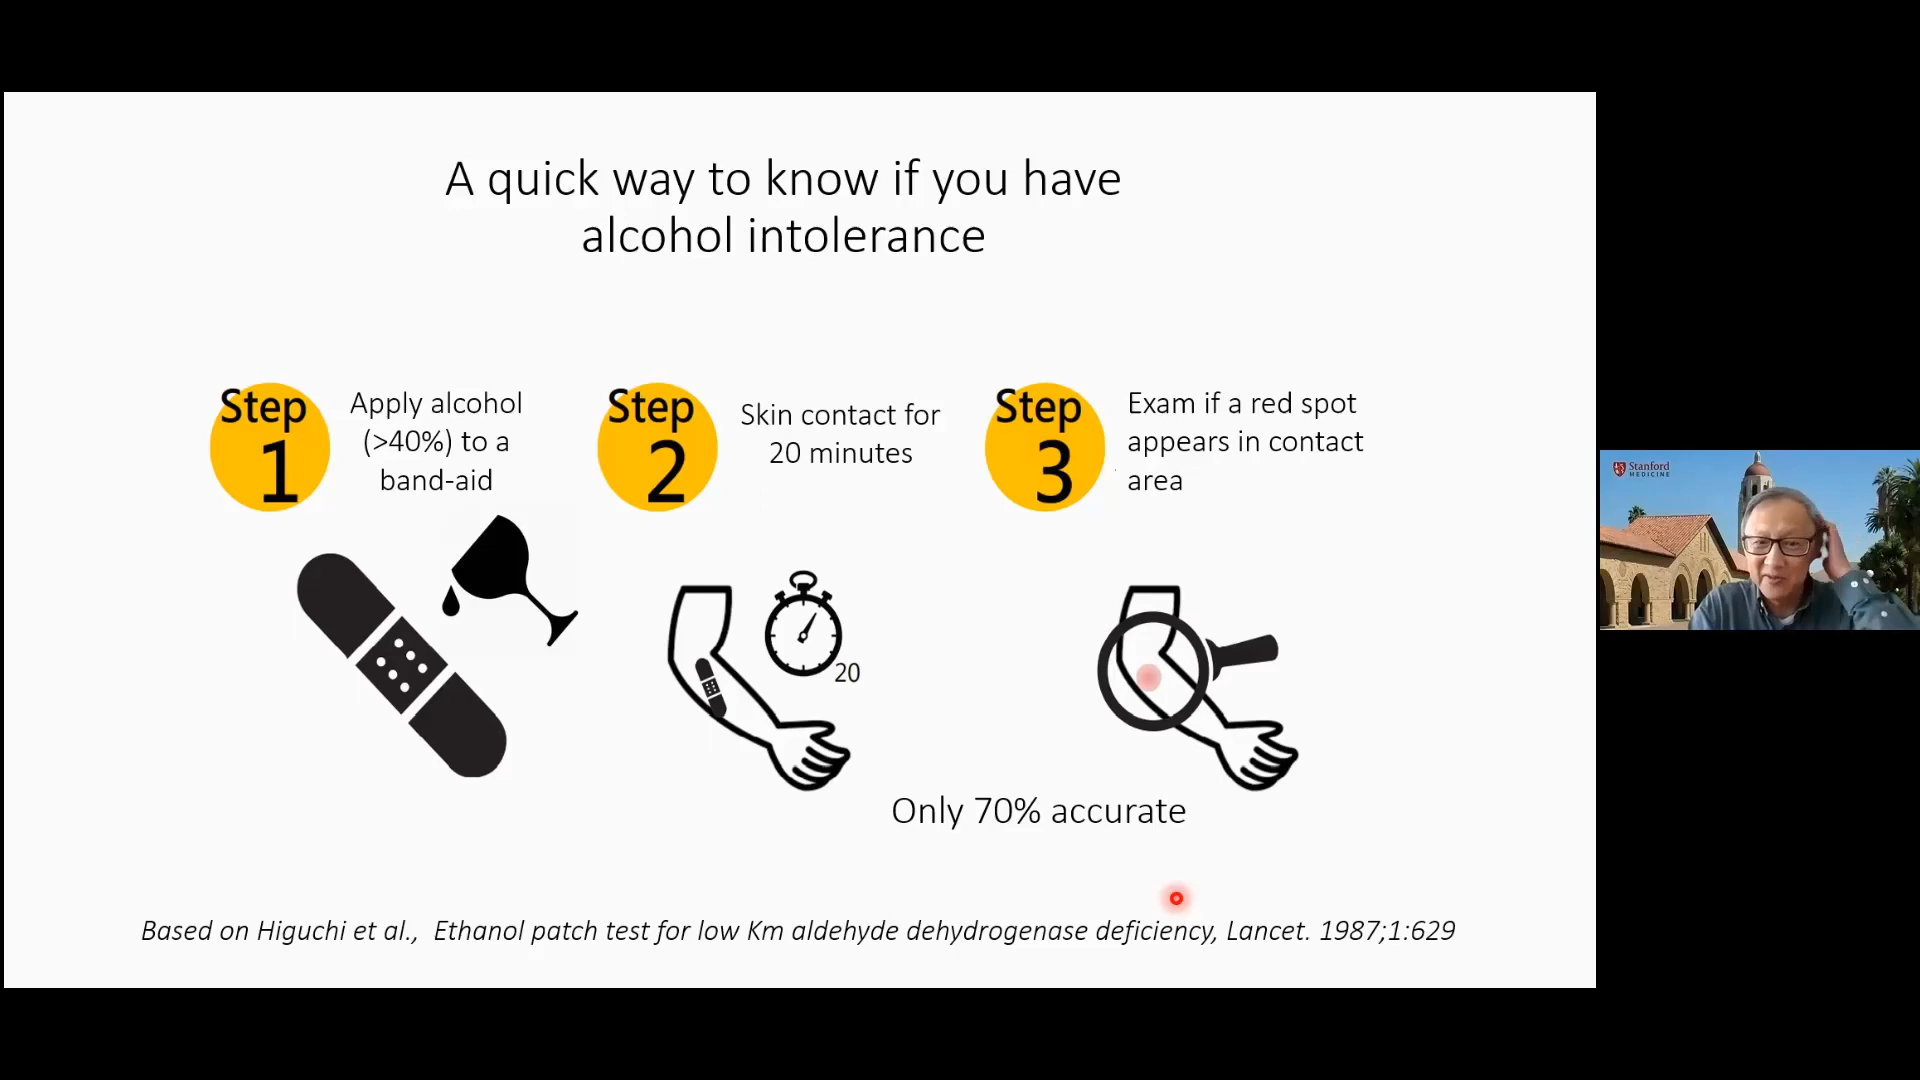 A quick way to know if you have
alcohol intolerance
Step
1
Apply alcohol
(>40%) to a
band-aid
Step
2
Skin contact for
20 minutes
Step
3
Exam if a red spot
appears in contact
area
20
Only 70% accurate
Based on Higuchi et al., Ethanol patch test for low Km aldehyde dehydrogenase deficiency, Lancet. 1987;1:629
Stanford
MEDICINE